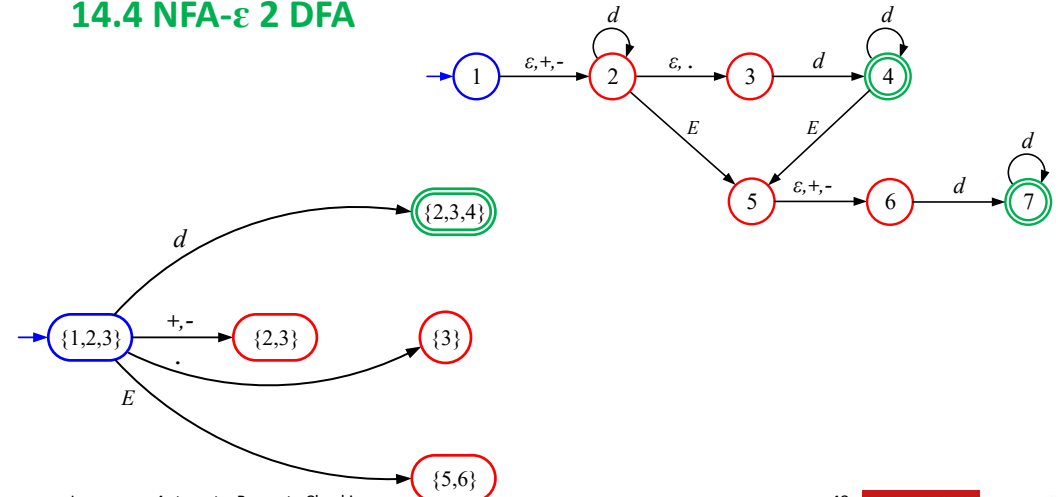 14.4 NFA-ε 2 DFA
d
d
1
ε,+,-
2
ε, .
3
d
4
E
E
d
5
ε,+,-
6
d
7
{2,3,4}
d
{1,2,3}
+,-
{2,3}
.
{3}
E
{5,6}